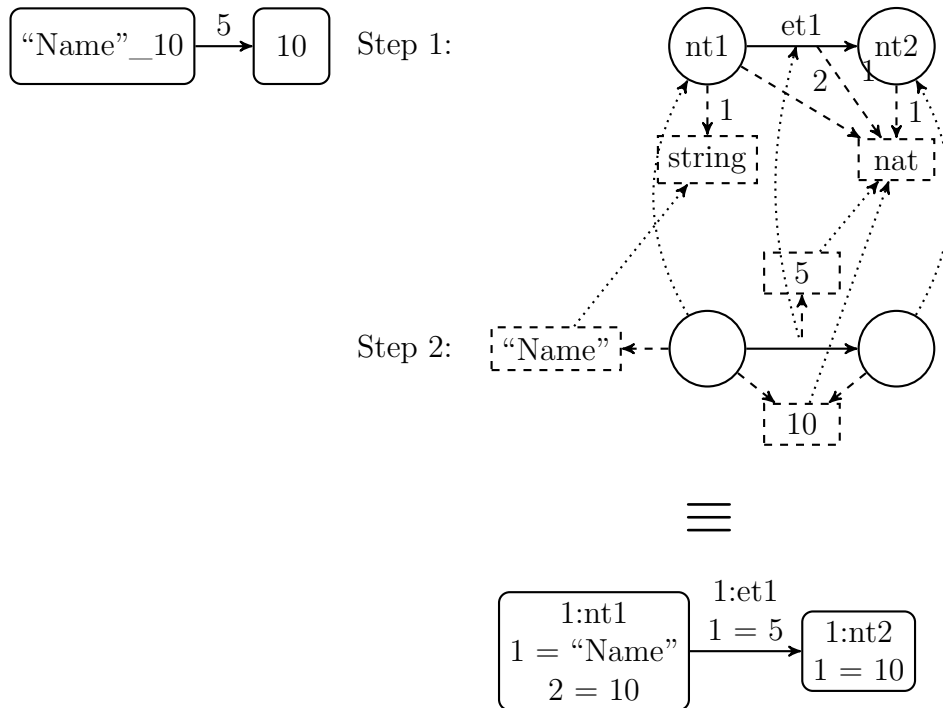 5
“Name”_10
10
Step 1:
et1
nt1
nt2
2
1
1
1
string
nat
5
Step 2:
“Name”
10
≡
1:et1
1 = 5
1:nt1
1 = “Name”
2 = 10
1:nt2
1 = 10